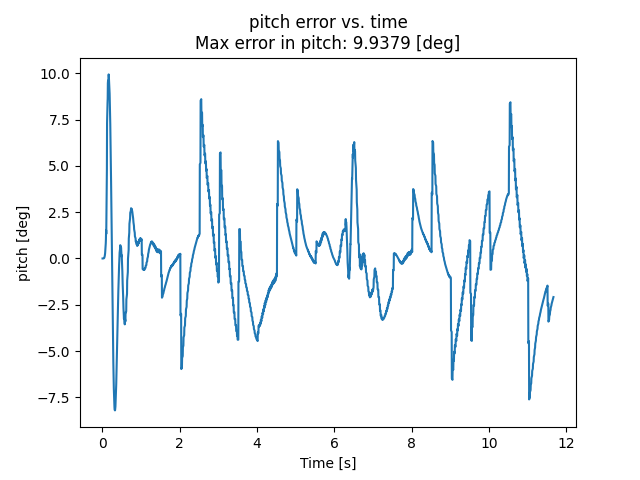 pitch error vs. time
Max error in pitch: 9.9379 [deg]
10.0
7.5
5.0
2.5
0.0
−2.5
−5.0
−7.5
pitch [deg]
0 2 4 6 8 10 12
Time [s]